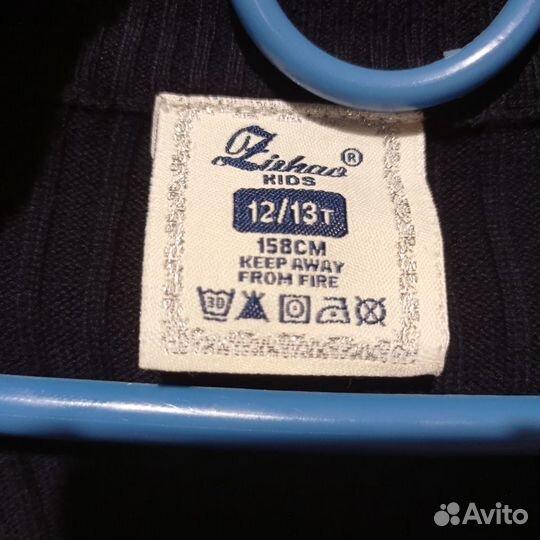 Zishao ®
KIDS
12/13T
158CM
KEEP AWAY
FROM FIRE
30
Avito